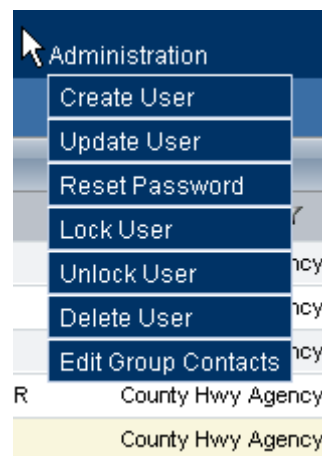 Administration
Create User
Update User
Reset Password
Lock User
Unlock User
Delete User
Edit Group Contacts
R County Hwy Agency
County Hwy Agency